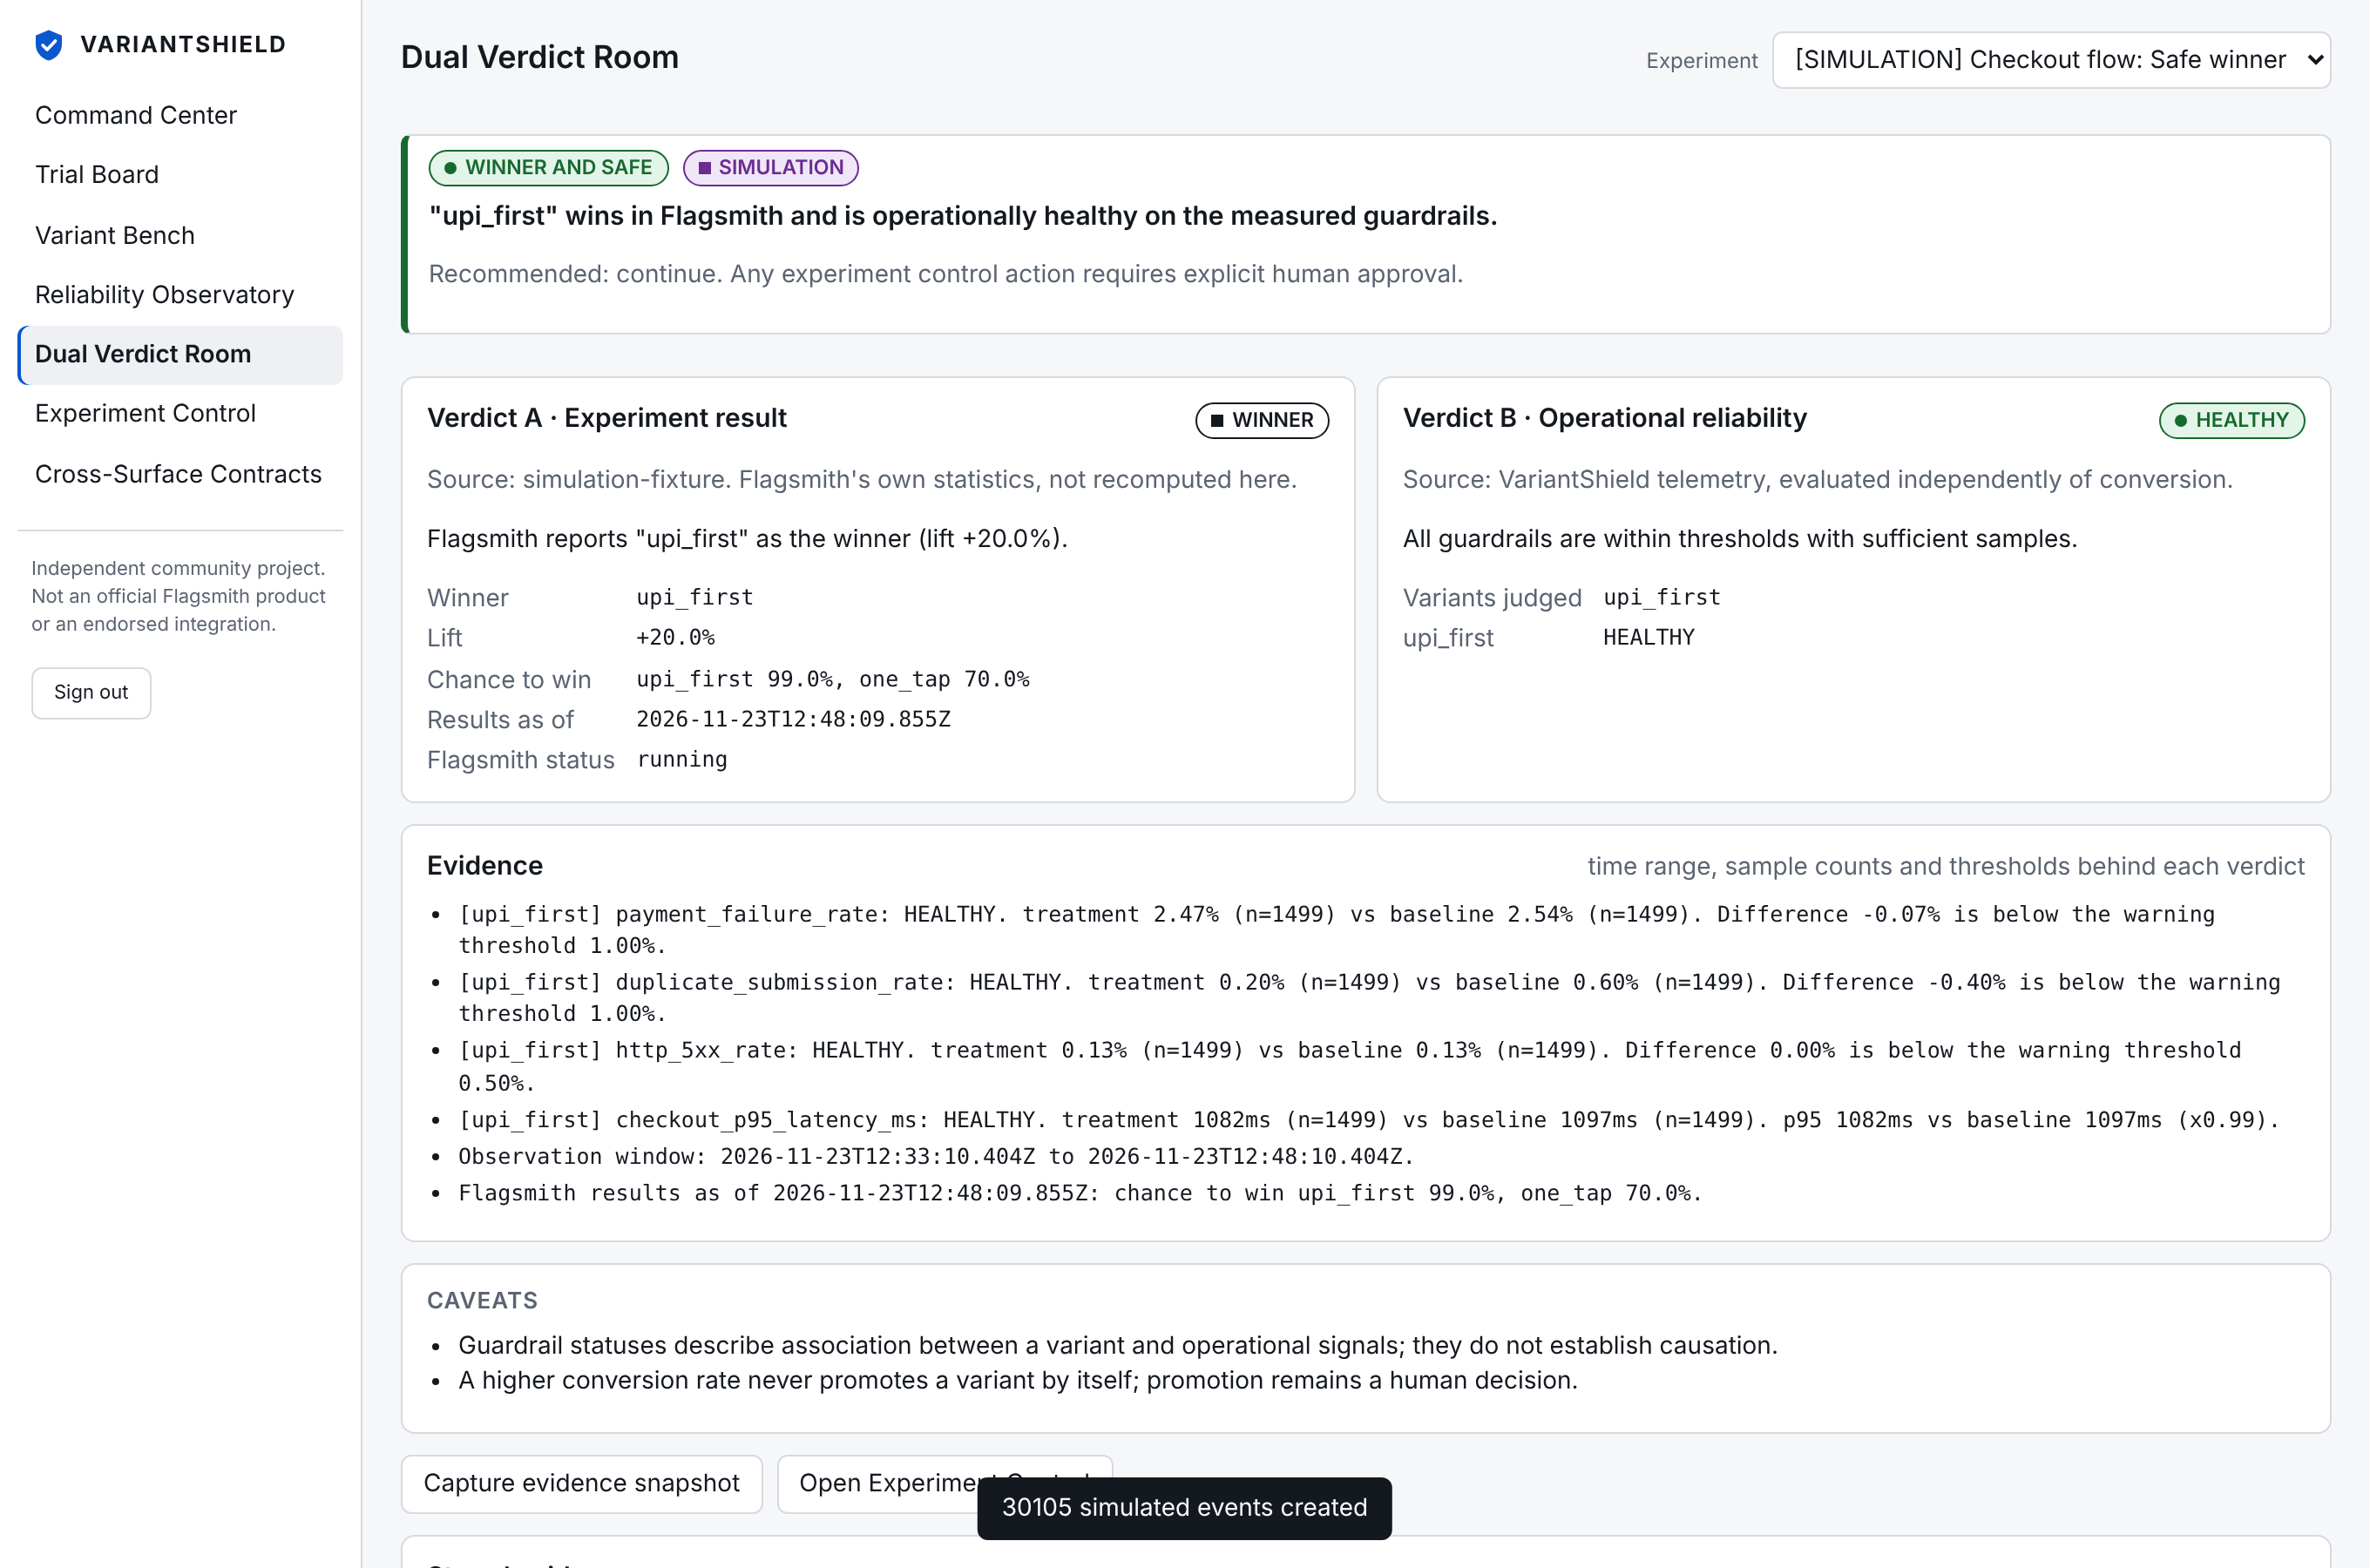 VARIANTSHIELD
Command Center
Trial Board
Variant Bench
Reliability Observatory
Dual Verdict Room
Experiment Control
Cross-Surface Contracts
Independent community project.
Not an official Flagsmith product
or an endorsed integration.
Sign out
Dual Verdict Room
Experiment
[SIMULATION] Checkout flow: Safe winner
WINNER AND SAFE
SIMULATION
"upi_first" wins in Flagsmith and is operationally healthy on the measured guardrails.
Recommended: continue. Any experiment control action requires explicit human approval.
Verdict A · Experiment result
WINNER
Source: simulation-fixture. Flagsmith's own statistics, not recomputed here.
Flagsmith reports "upi_first" as the winner (lift +20.0%).
Winner upi_first
Lift +20.0%
Chance to win upi_first 99.0%, one_tap 70.0%
Results as of 2026-11-23T12:48:09.855Z
Flagsmith status running
Verdict B · Operational reliability
HEALTHY
Source: VariantShield telemetry, evaluated independently of conversion.
All guardrails are within thresholds with sufficient samples.
Variants judged upi_first
upi_first HEALTHY
Evidence
time range, sample counts and thresholds behind each verdict
[upi_first] payment_failure_rate: HEALTHY. treatment 2.47% (n=1499) vs baseline 2.54% (n=1499). Difference -0.07% is below the warning
threshold 1.00%.
[upi_first] duplicate_submission_rate: HEALTHY. treatment 0.20% (n=1499) vs baseline 0.60% (n=1499). Difference -0.40% is below the warning
threshold 1.00%.
[upi_first] http_5xx_rate: HEALTHY. treatment 0.13% (n=1499) vs baseline 0.13% (n=1499). Difference 0.00% is below the warning threshold
0.50%.
[upi_first] checkout_p95_latency_ms: HEALTHY. treatment 1082ms (n=1499) vs baseline 1097ms (n=1499). p95 1082ms vs baseline 1097ms (x0.99).
Observation window: 2026-11-23T12:33:10.404Z to 2026-11-23T12:48:10.404Z.
Flagsmith results as of 2026-11-23T12:48:09.855Z: chance to win upi_first 99.0%, one_tap 70.0%.
CAVEATS
Guardrail statuses describe association between a variant and operational signals; they do not establish causation.
A higher conversion rate never promotes a variant by itself; promotion remains a human decision.
Capture evidence snapshot
Open Experiment
30105 simulated events created